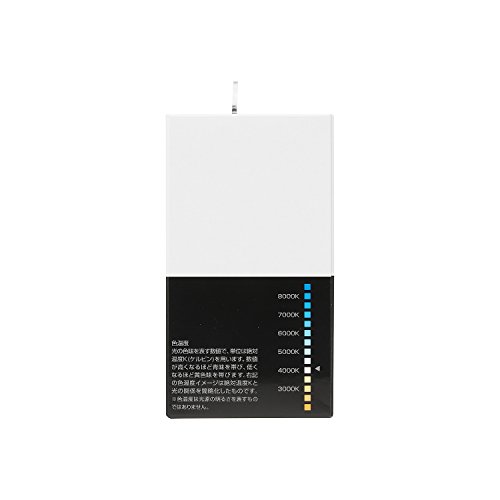 8000K
7000K
6000K
5000K
4000K
3000K
色温度
光の色味を表す数値で、単位は絶対
温度K(ケルビン)を用います。数値
が高くなるほど青味を帯び、低く
なるほど黄色味を帯びます。右記
の色温度イメージは絶対温度Kと
光の関係を簡略化したものです。
※色温度は光源の明るさを表すもの
ではありません。